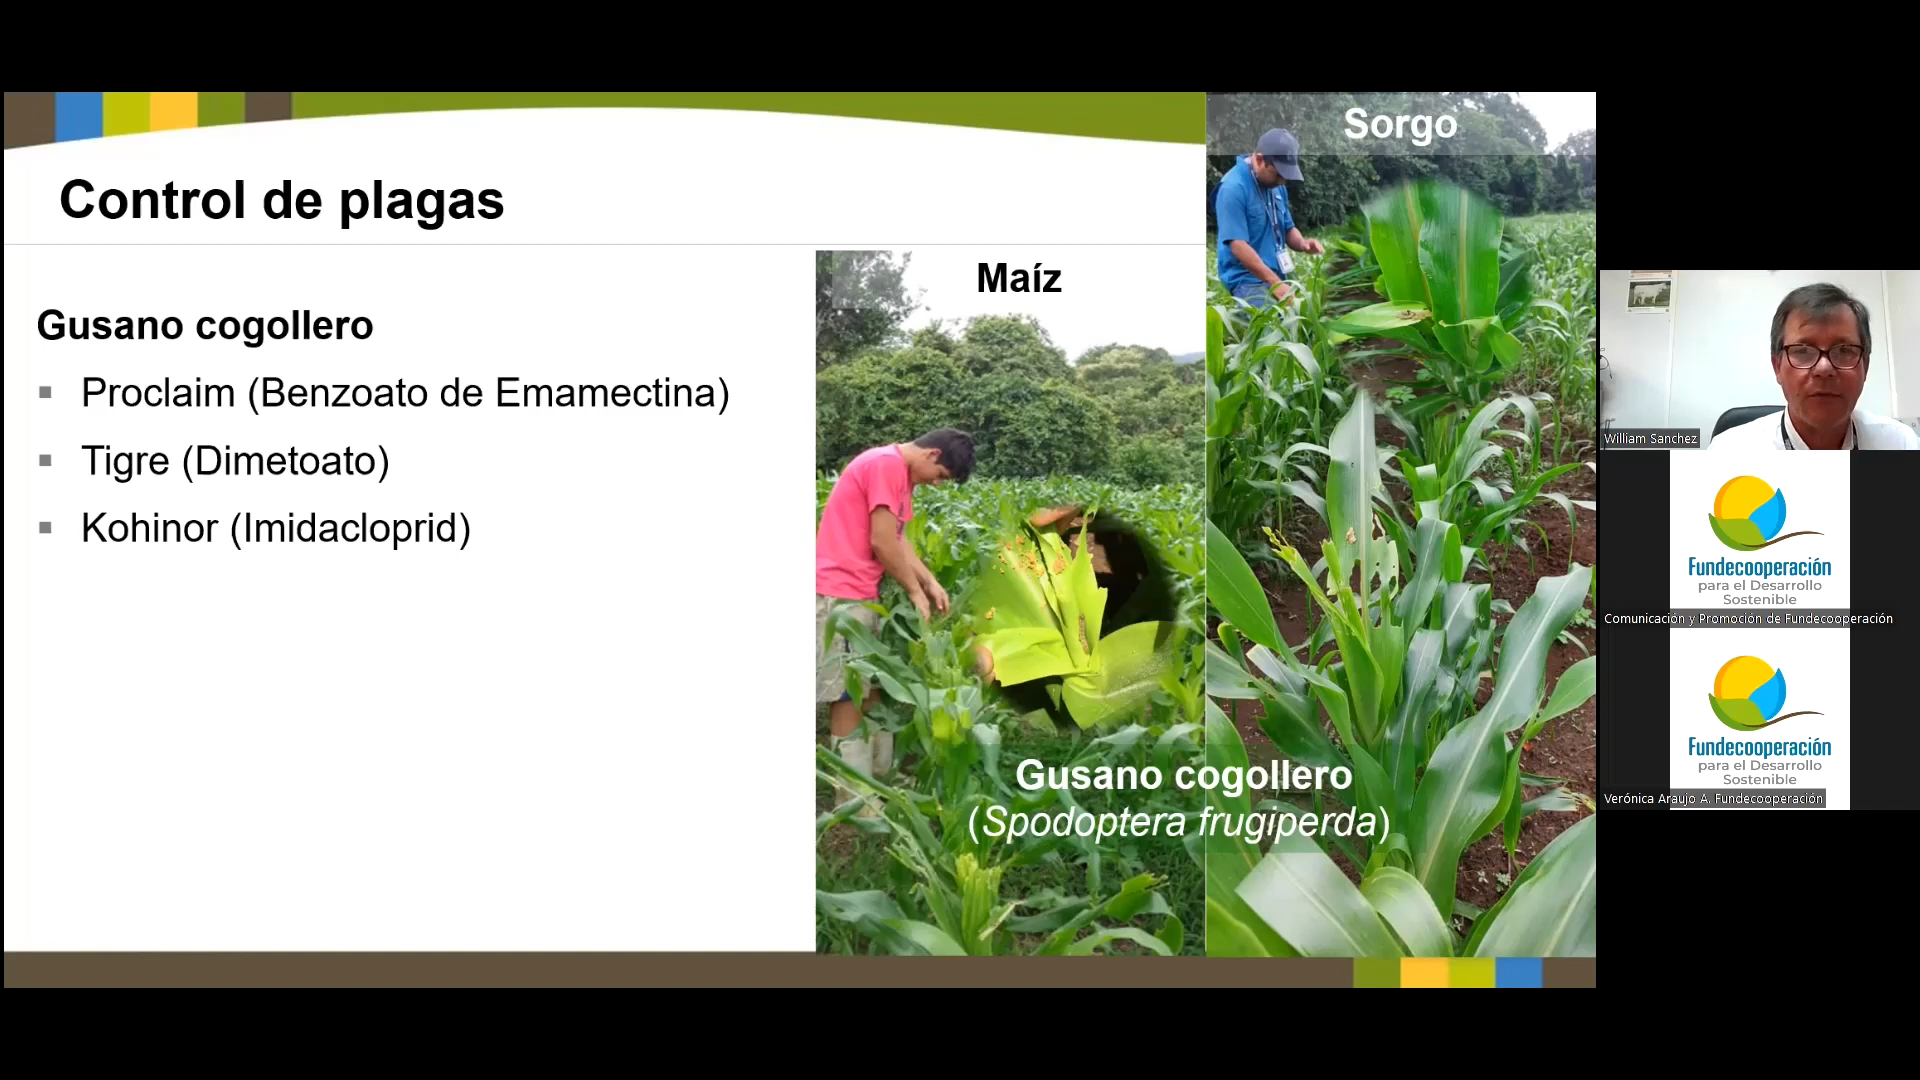 Control de plagas
Gusano cogollero
▪ Proclaim (Benzoato de Emamectina)
▪ Tigre (Dimetoato)
▪ Kohinor (Imidacloprid)
Maíz
Sorgo
Gusano cogollero
(Spodoptera frugiperda)
William Sanchez
Fundecooperación
para el Desarrollo
Sostenible
Comunicación y Promoción de Fundecooperación
Fundecooperación
para el Desarrollo
Sostenible
Verónica Araujo A. Fundecooperación